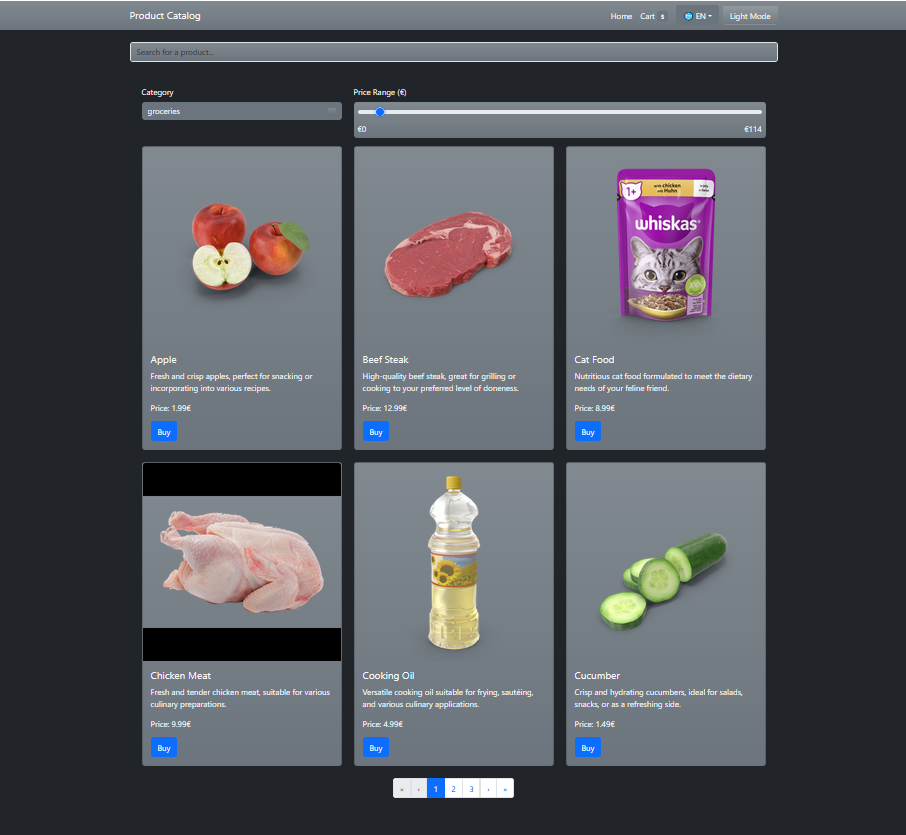 Product Catalog
Home Cart 5 EN Light Mode
Search for a product...
Category
Price Range (€)
groceries
€0 €114
1+
with chicken
mit Huhn
whiskas
Apple
Fresh and crisp apples, perfect for snacking or
incorporating into various recipes.
Price: 1.99€
Buy
Beef Steak
High-quality beef steak, great for grilling or
cooking to your preferred level of doneness.
Price: 12.99€
Buy
Cat Food
Nutritious cat food formulated to meet the dietary
needs of your feline friend.
Price: 8.99€
Buy
Chicken Meat
Fresh and tender chicken meat, suitable for various
culinary preparations.
Price: 9.99€
Buy
Cooking Oil
Versatile cooking oil suitable for frying, sautéing,
and various culinary applications.
Price: 4.99€
Buy
Cucumber
Crisp and hydrating cucumbers, ideal for salads,
snacks, or as a refreshing side.
Price: 1.49€
Buy
« ‹ 1 2 3 › »